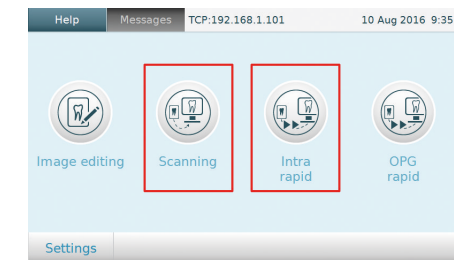 Help Messages TCP:192.168.1.101 10 Aug 2016 9:35
Image editing Scanning Intra rapid OPG rapid
Settings